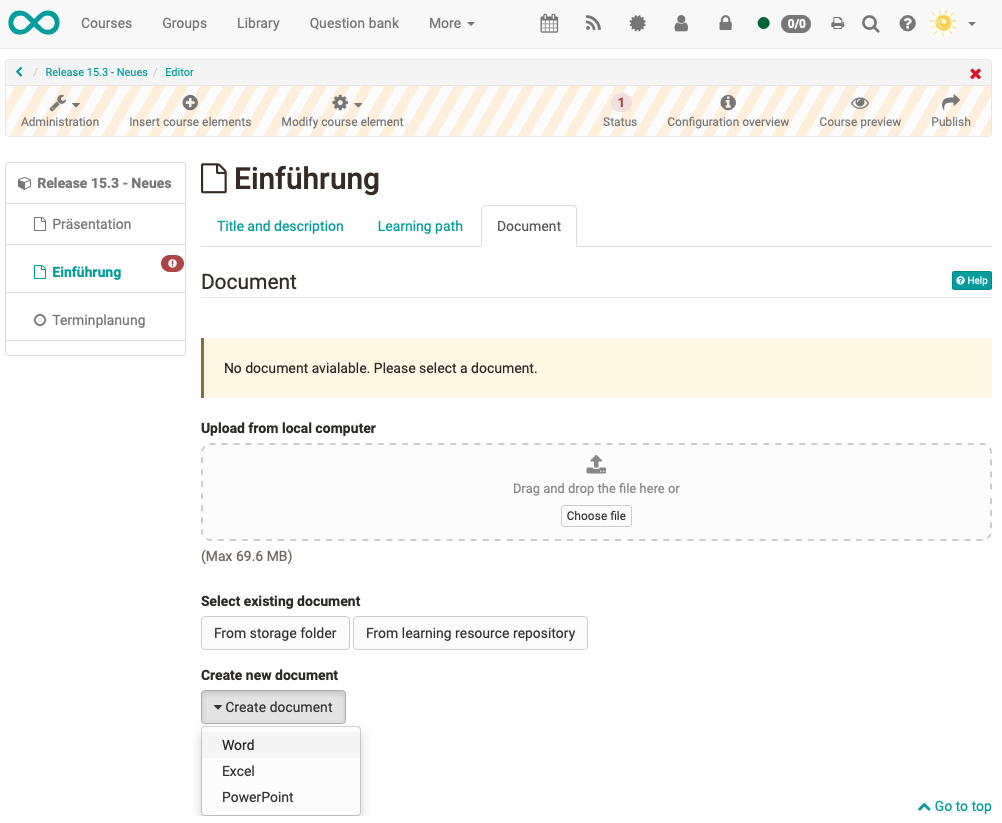 Courses Groups Library Question bank More 0/0
/ Release 15.3 - Neues / Editor
Administration Insert course elements Modify course element 1 Status Configuration overview Course preview Publish
Release 15.3 - Neues
Präsentation
Einführung
Terminplanung
Einführung
Title and description Learning path Document
Document Help
No document avialable. Please select a document.
Upload from local computer
Drag and drop the file here or
Choose file
(Max 69.6 MB)
Select existing document
From storage folder From learning resource repository
Create new document
Create document
Word
Excel
PowerPoint
Go to top